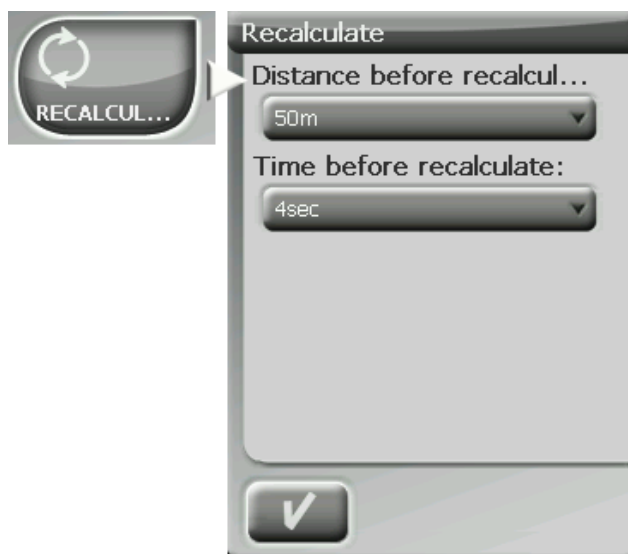 RECALCUL...
Recalculate
Distance before recalcul...
50m
Time before recalculate:
4sec